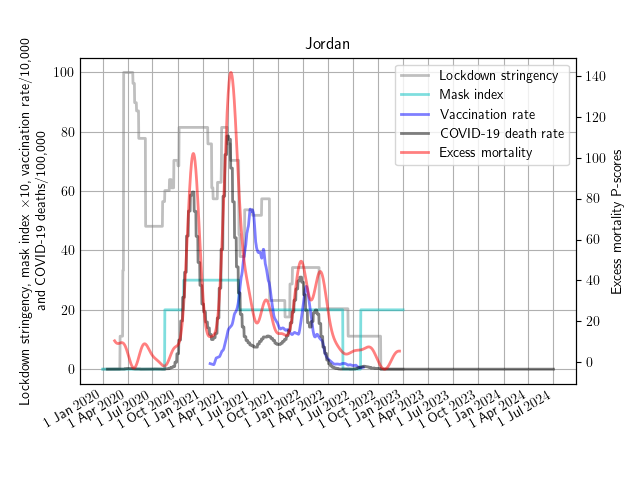 Jordan
Lockdown stringency, mask index ×10, vaccination rate/10,000
and COVID-19 deaths/100,000
100
80
60
40
20
0
Lockdown stringency
Mask index
Vaccination rate
COVID-19 death rate
Excess mortality
140
120
100
80
60
40
20
0
Excess mortality P-scores
1 Jan 2020
1 Apr 2020
1 Jul 2020
1 Oct 2020
1 Jan 2021
1 Apr 2021
1 Jul 2021
1 Oct 2021
1 Jan 2022
1 Apr 2022
1 Jul 2022
1 Oct 2022
1 Jan 2023
1 Apr 2023
1 Jul 2023
1 Oct 2023
1 Jan 2024
1 Apr 2024
1 Jul 2024